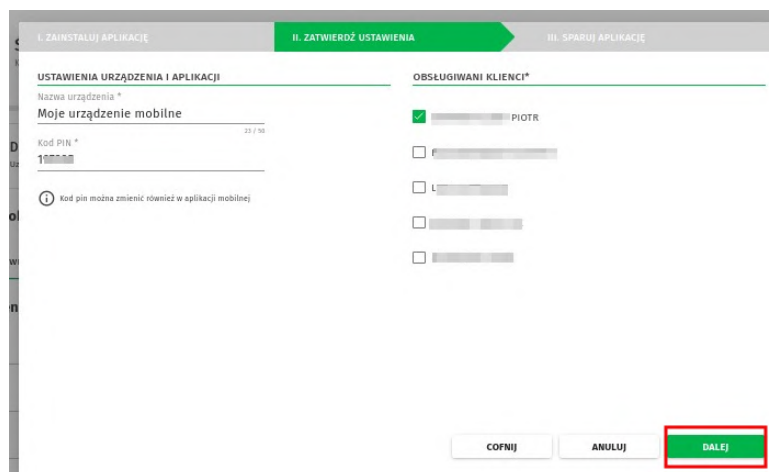 I. ZAINSTALUJ APLIKACJĘ
II. ZATWIERDŹ USTAWIENIA
III. SPARUJ APLIKACJĘ
USTAWIENIA URZĄDZENIA I APLIKACJI
Nazwa urządzenia *
Moje urządzenie mobilne
23 / 50
Kod PIN *
Kod pin można zmienić również w aplikacji mobilnej
OBSŁUGIWANI KLIENCI*
PIOTR
COFNIJ
ANULUJ
DALEJ